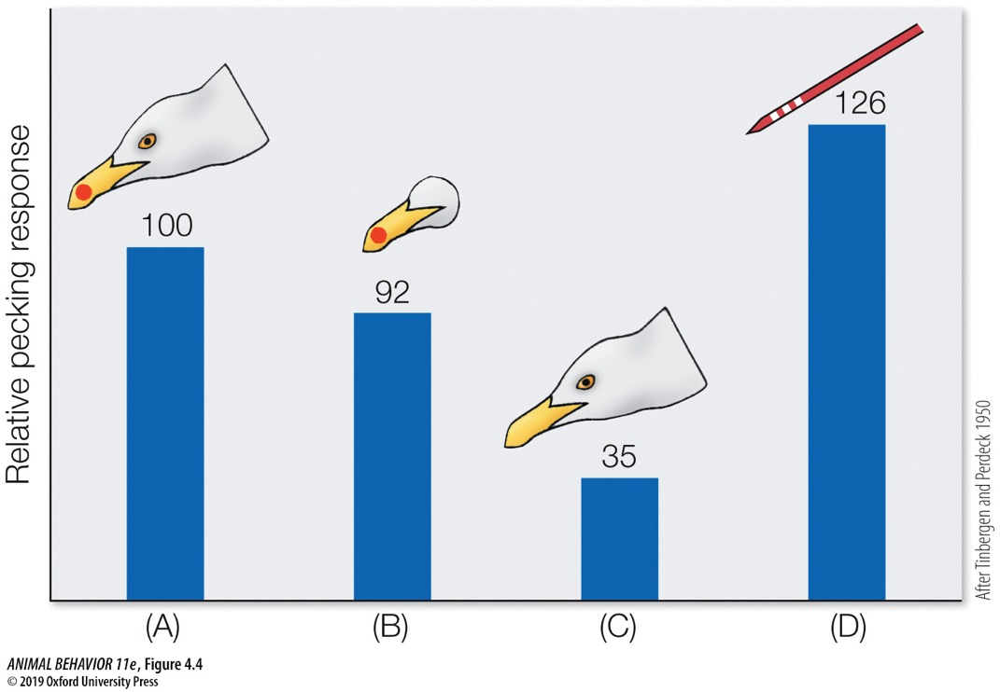 Relative pecking response
100
92
35
126
(A)
(B)
(C)
(D)
After Tinbergen and Perdeck 1950
ANIMAL BEHAVIOR 11e, Figure 4.4
© 2019 Oxford University Press